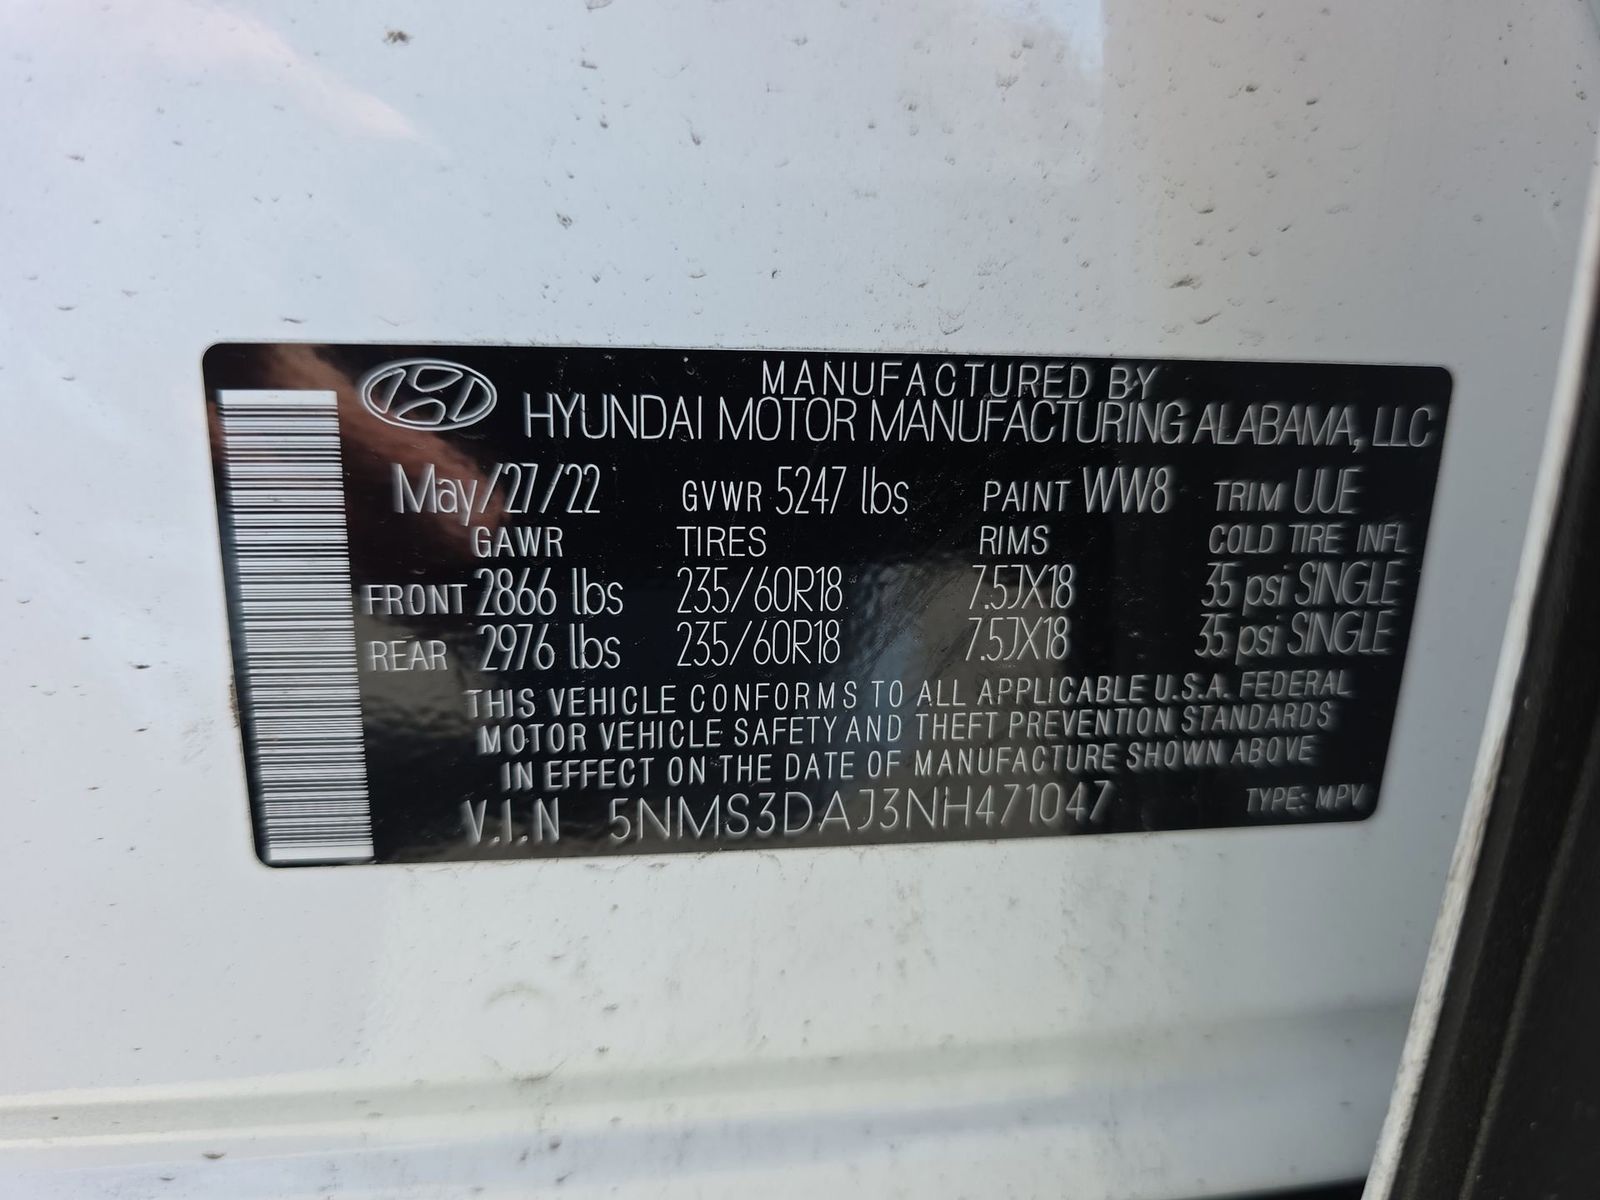 MANUFACTURED BY
HYUNDAI MOTOR MANUFACTURING ALABAMA, LLC
May/27/22 GVWR 5247 lbs PAINT WW8 TRIM UUE
GAWR TIRES RIMS COLD TIRE INFL
FRONT 2866 lbs 235/60R18 7.5JX18 35 psi SINGLE
REAR 2976 lbs 235/60R18 7.5JX18 35 psi SINGLE
THIS VEHICLE CONFORMS TO ALL APPLICABLE U.S.A. FEDERAL
MOTOR VEHICLE SAFETY AND THEFT PREVENTION STANDARDS
IN EFFECT ON THE DATE OF MANUFACTURE SHOWN ABOVE
V.I.N 5NMS3DAJ3NH471047 TYPE: MPV